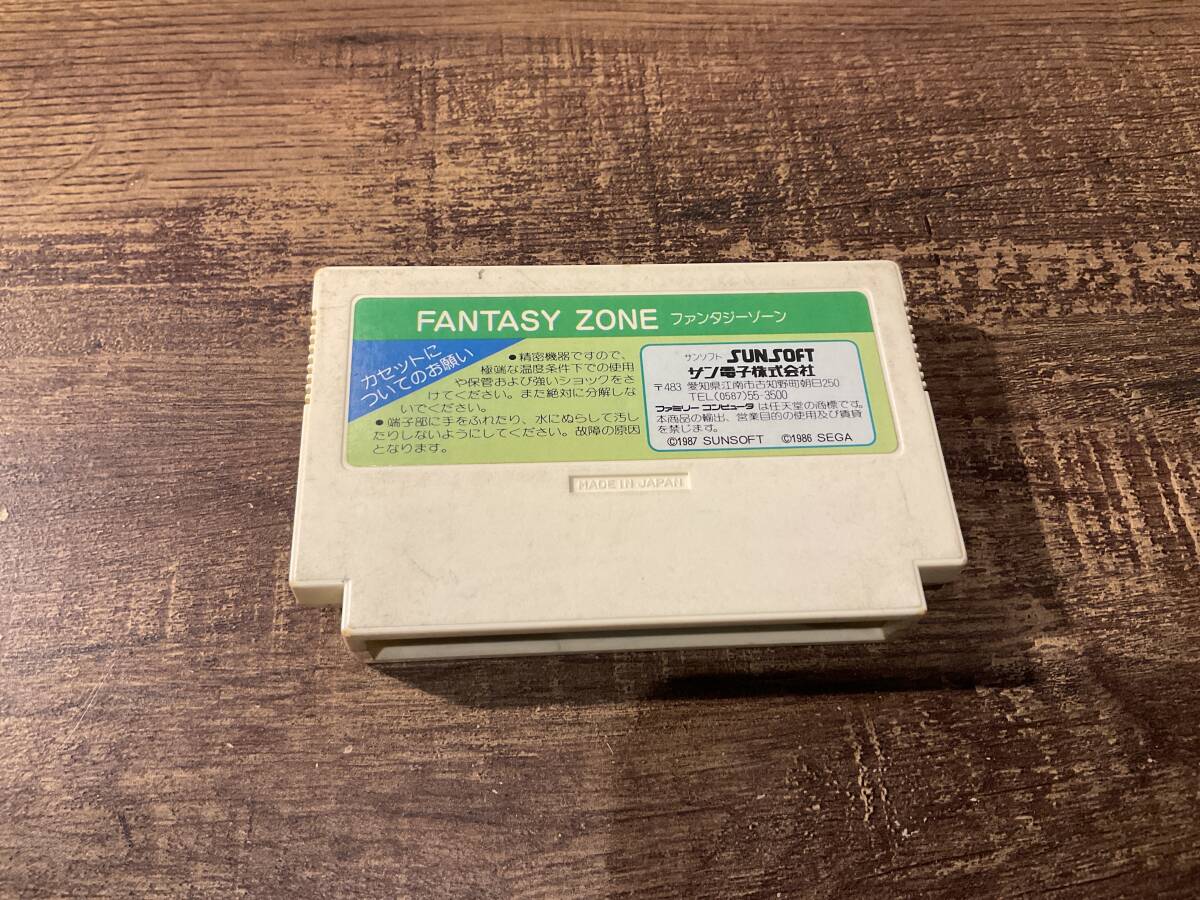 FANTASY ZONE ファンタジーゾーン
カセットに
ついてのお願い
●精密機器ですので、
極端な温度条件下での使用
や保管および強いショックをさ
けてください。また絶対に分解しな
いでください。
●端子部に手をふれたり、水にぬらして汚し
たりしないようにしてください。故障の原因
となります。
サンソフト SUNSOFT
サン電子株式会社
〒483 愛知県江南市古知野町朝日250
TEL(0587)55-3500
ファミリーコンピュータ は任天堂の商標です。
本商品の輸出、営業目的の使用及び賃貸
を禁じます。
©1987 SUNSOFT ©1986 SEGA
MADE IN JAPAN